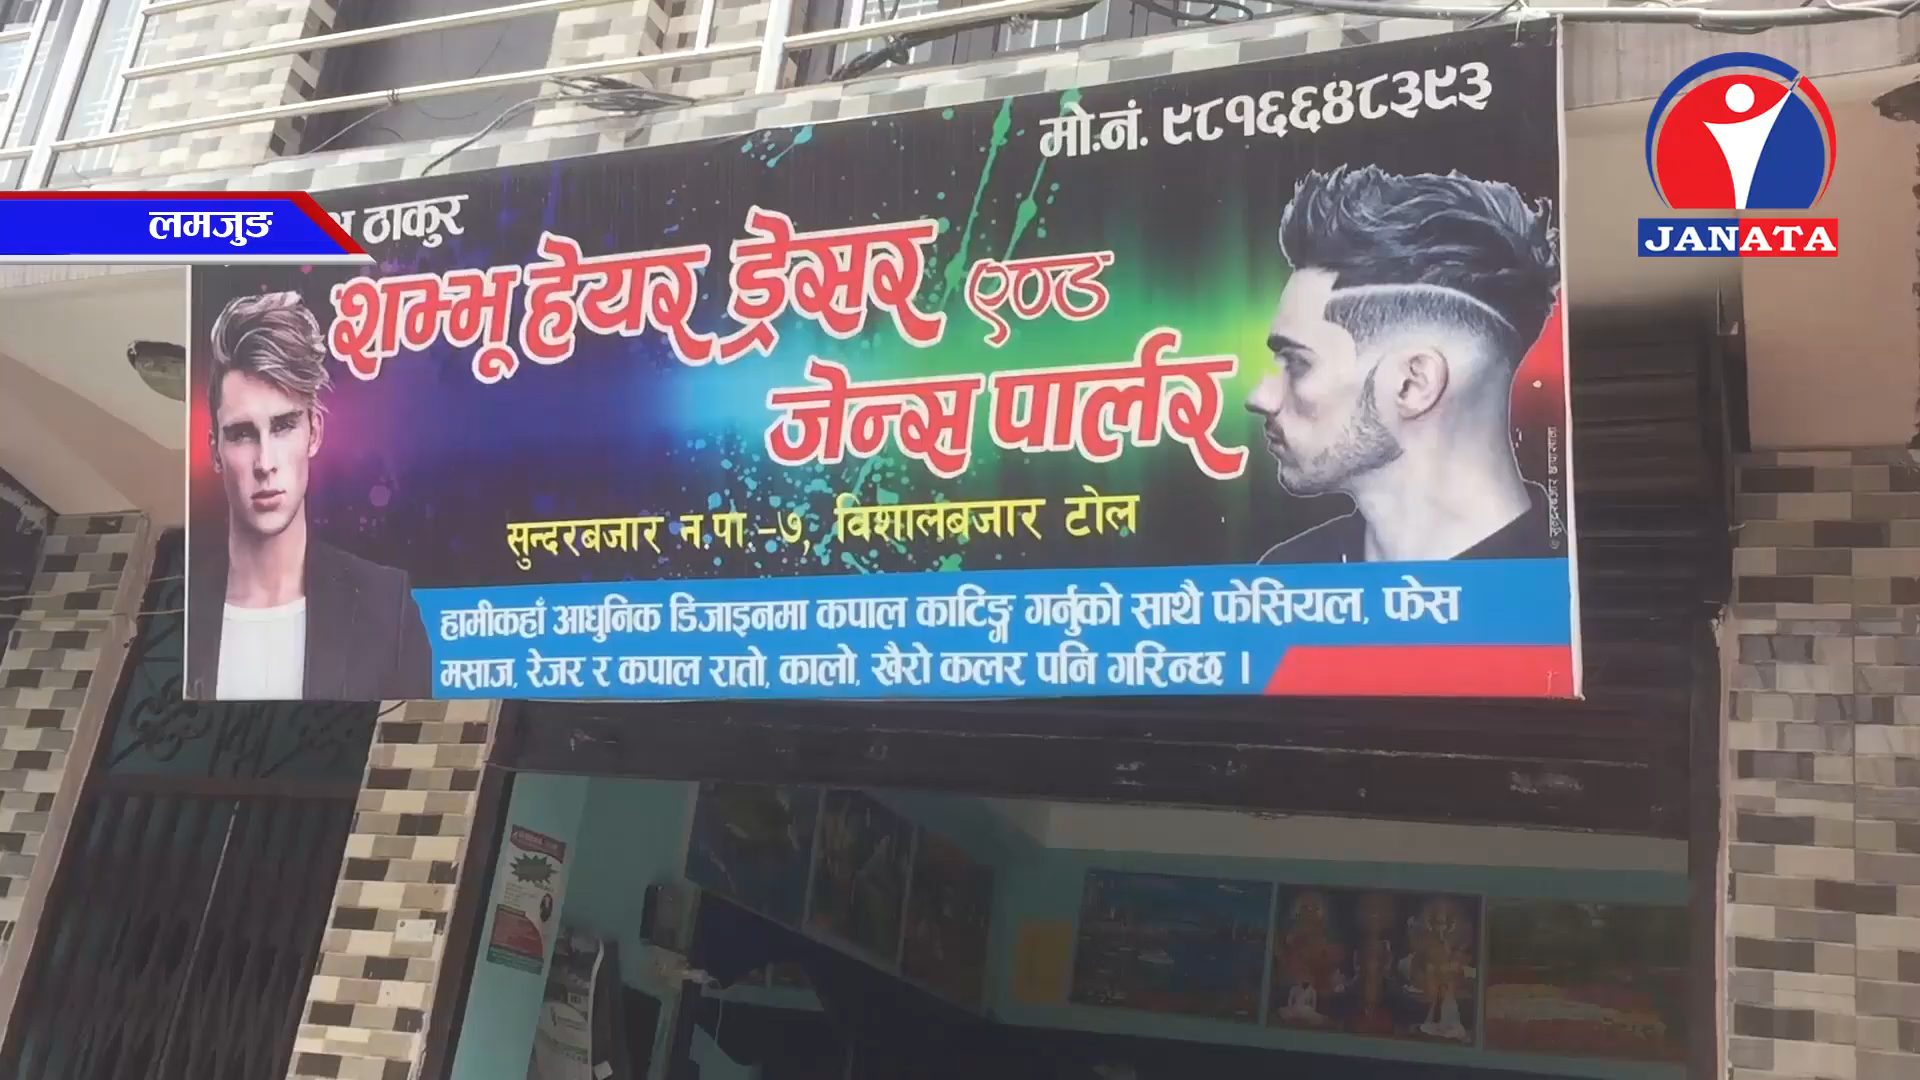 मो.नं. ९८१६६४८३९३
JANATA
लमजुङ
ठाकुर
शम्भू हेयर ड्रेसर एण्ड
जेन्स पार्लर
सुन्दरबजार न.पा.-७, विशालबजार टोल
हामीकहाँ आधुनिक डिजाइनमा कपाल काटिङ्ग गर्नुको साथै फेसियल, फेस
मसाज, रेजर र कपाल रातो, कालो, खैरो कलर पनि गरिन्छ ।